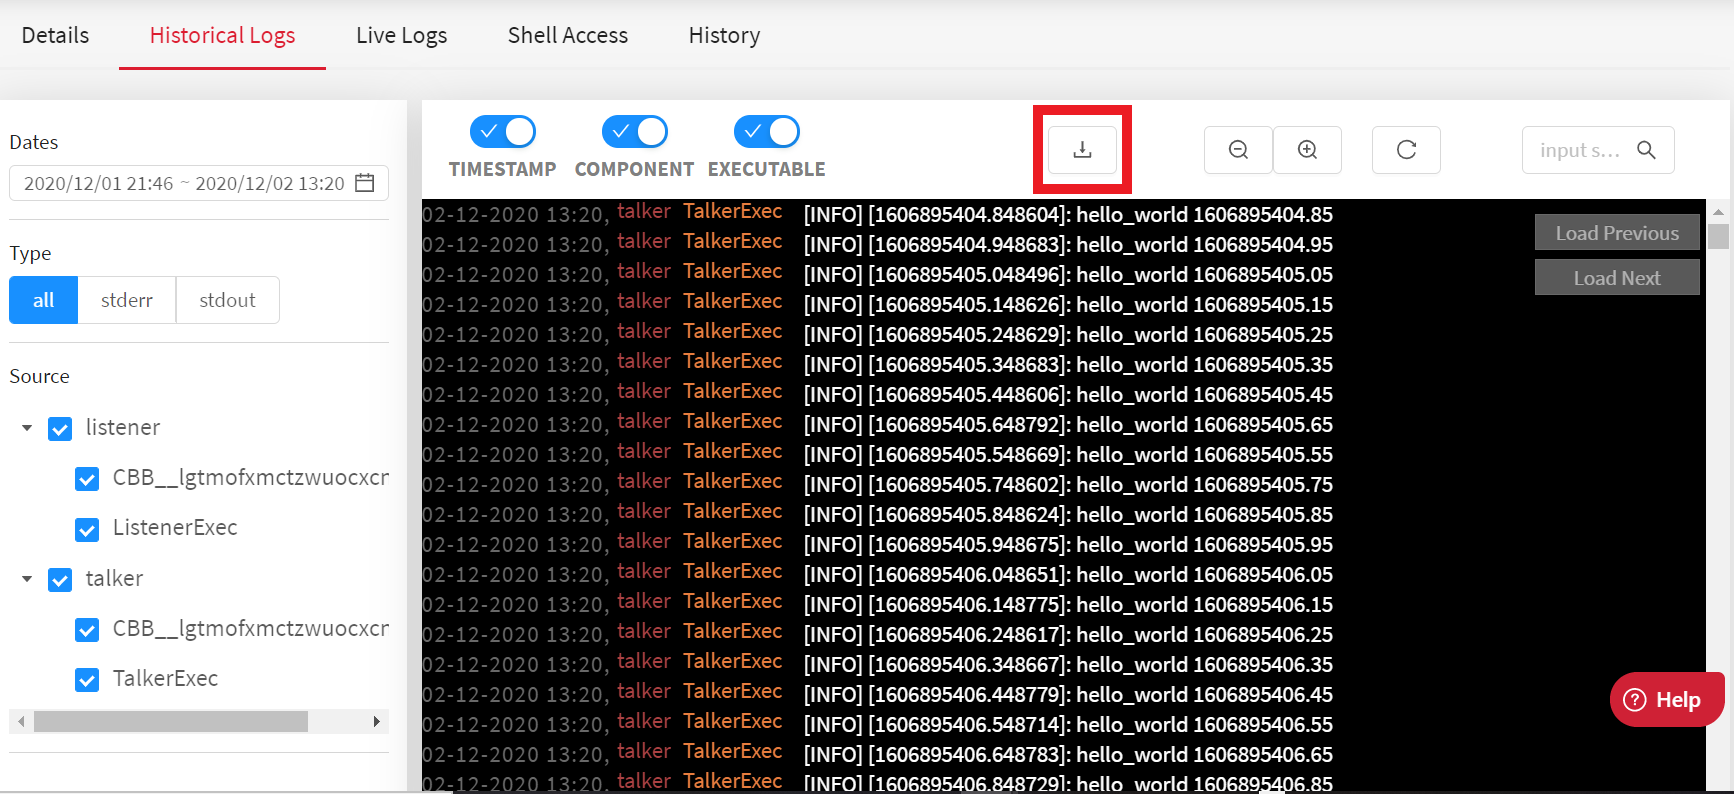 Details Historical Logs Live Logs Shell Access History
Dates
2020/12/01 21:46 ~ 2020/12/02 13:20
Type
all stderr stdout
Source
listener
CBB__lgtmofxmctzwuocxcr
ListenerExec
talker
CBB__lgtmofxmctzwuocxcr
TalkerExec
TIMESTAMP COMPONENT EXECUTABLE
input s...
02-12-2020 13:20, talker TalkerExec [INFO] [1606895404.848604]: hello_world 1606895404.85
02-12-2020 13:20, talker TalkerExec [INFO] [1606895404.948683]: hello_world 1606895404.95
02-12-2020 13:20, talker TalkerExec [INFO] [1606895405.048496]: hello_world 1606895405.05
02-12-2020 13:20, talker TalkerExec [INFO] [1606895405.148626]: hello_world 1606895405.15
02-12-2020 13:20, talker TalkerExec [INFO] [1606895405.248629]: hello_world 1606895405.25
02-12-2020 13:20, talker TalkerExec [INFO] [1606895405.348683]: hello_world 1606895405.35
02-12-2020 13:20, talker TalkerExec [INFO] [1606895405.448606]: hello_world 1606895405.45
02-12-2020 13:20, talker TalkerExec [INFO] [1606895405.648792]: hello_world 1606895405.65
02-12-2020 13:20, talker TalkerExec [INFO] [1606895405.548669]: hello_world 1606895405.55
02-12-2020 13:20, talker TalkerExec [INFO] [1606895405.748602]: hello_world 1606895405.75
02-12-2020 13:20, talker TalkerExec [INFO] [1606895405.848624]: hello_world 1606895405.85
02-12-2020 13:20, talker TalkerExec [INFO] [1606895405.948675]: hello_world 1606895405.95
02-12-2020 13:20, talker TalkerExec [INFO] [1606895406.048651]: hello_world 1606895406.05
02-12-2020 13:20, talker TalkerExec [INFO] [1606895406.148775]: hello_world 1606895406.15
02-12-2020 13:20, talker TalkerExec [INFO] [1606895406.248617]: hello_world 1606895406.25
02-12-2020 13:20, talker TalkerExec [INFO] [1606895406.348667]: hello_world 1606895406.35
02-12-2020 13:20, talker TalkerExec [INFO] [1606895406.448779]: hello_world 1606895406.45
02-12-2020 13:20, talker TalkerExec [INFO] [1606895406.548714]: hello_world 1606895406.55
02-12-2020 13:20, talker TalkerExec [INFO] [1606895406.648783]: hello_world 1606895406.65
02-12-2020 13:20, talker TalkerExec [INFO] [1606895406.848729]: hello_world 1606895406.85
Load Previous
Load Next
Help